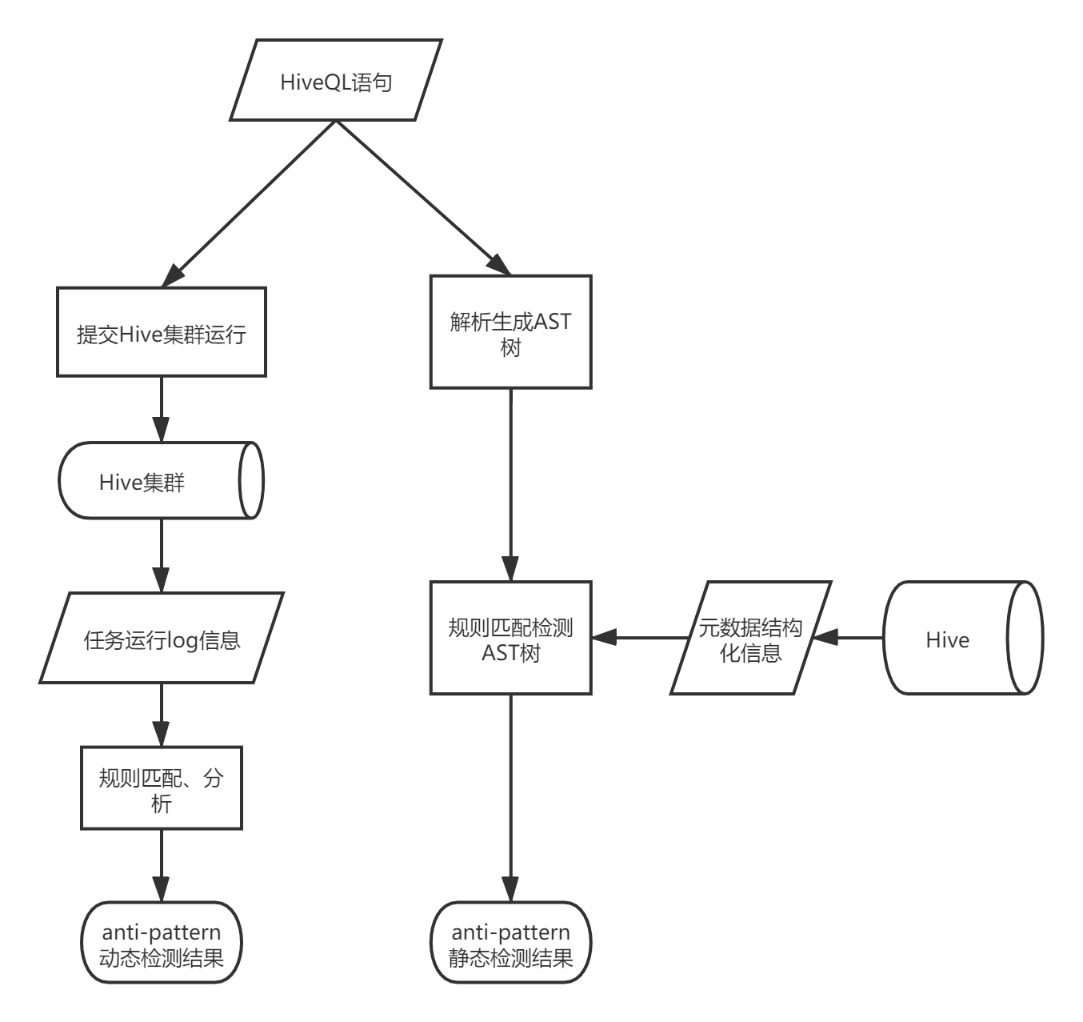 HiveQL语句
提交Hive集群运行
解析生成AST
树
Hive集群
任务运行log信息
规则匹配检测
AST树
元数据结构
化信息
Hive
规则匹配、分
析
anti-pattern
动态检测结果
anti-pattern
静态检测结果